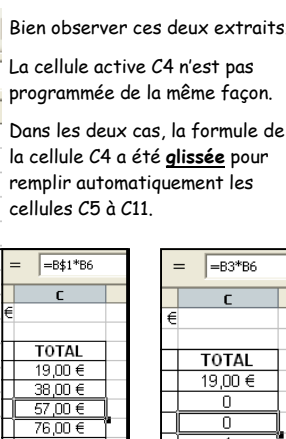 Bien observer ces deux extraits
La cellule active C4 n'est pas
programmée de la même façon.
Dans les deux cas, la formule de
la cellule C4 a été glissée pour
remplir automatiquement les
cellules C5 à C11.
= =B$1*B6
C
€
TOTAL
19,00 €
38,00 €
57,00 €
76,00 €
= =B3*B6
C
€
TOTAL
19,00 €
0
0